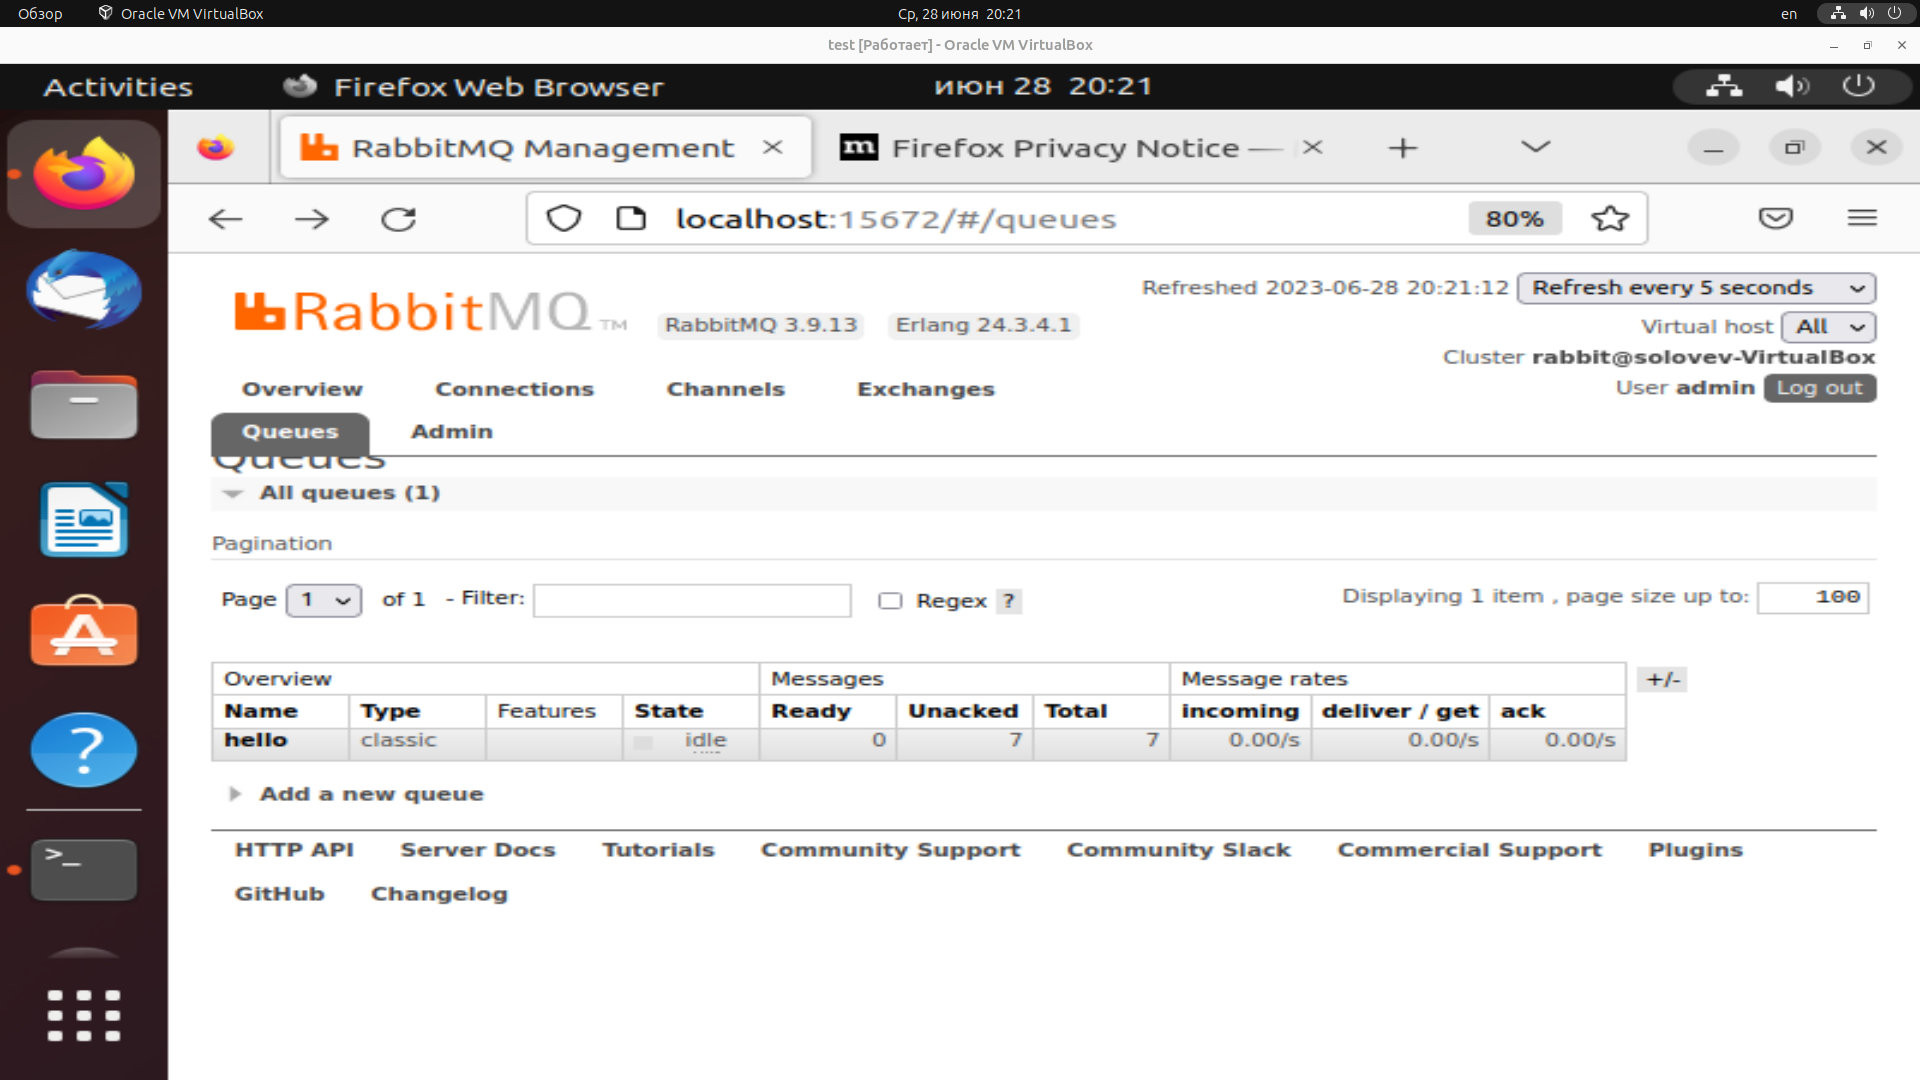 Обзор Oracle VM VirtualBox Ср, 28 июня 20:21 en
test [Работает] - Oracle VM VirtualBox
Activities Firefox Web Browser июн 28 20:21
RabbitMQ Management Firefox Privacy Notice —
localhost:15672/#/queues 80%
Refreshed 2023-06-28 20:21:12 Refresh every 5 seconds
RabbitMQ TM RabbitMQ 3.9.13 Erlang 24.3.4.1
Virtual host All
Cluster rabbit@solovev-VirtualBox
User admin Log out
Overview Connections Channels Exchanges
Queues Admin
Queues
All queues (1)
Pagination
Page 1 of 1 - Filter: Regex ? Displaying 1 item , page size up to: 100
Overview Messages Message rates +/-
Name Type Features State Ready Unacked Total incoming deliver / get ack
hello classic idle 0 7 7 0.00/s 0.00/s 0.00/s
Add a new queue
HTTP API Server Docs Tutorials Community Support Community Slack Commercial Support Plugins
GitHub Changelog